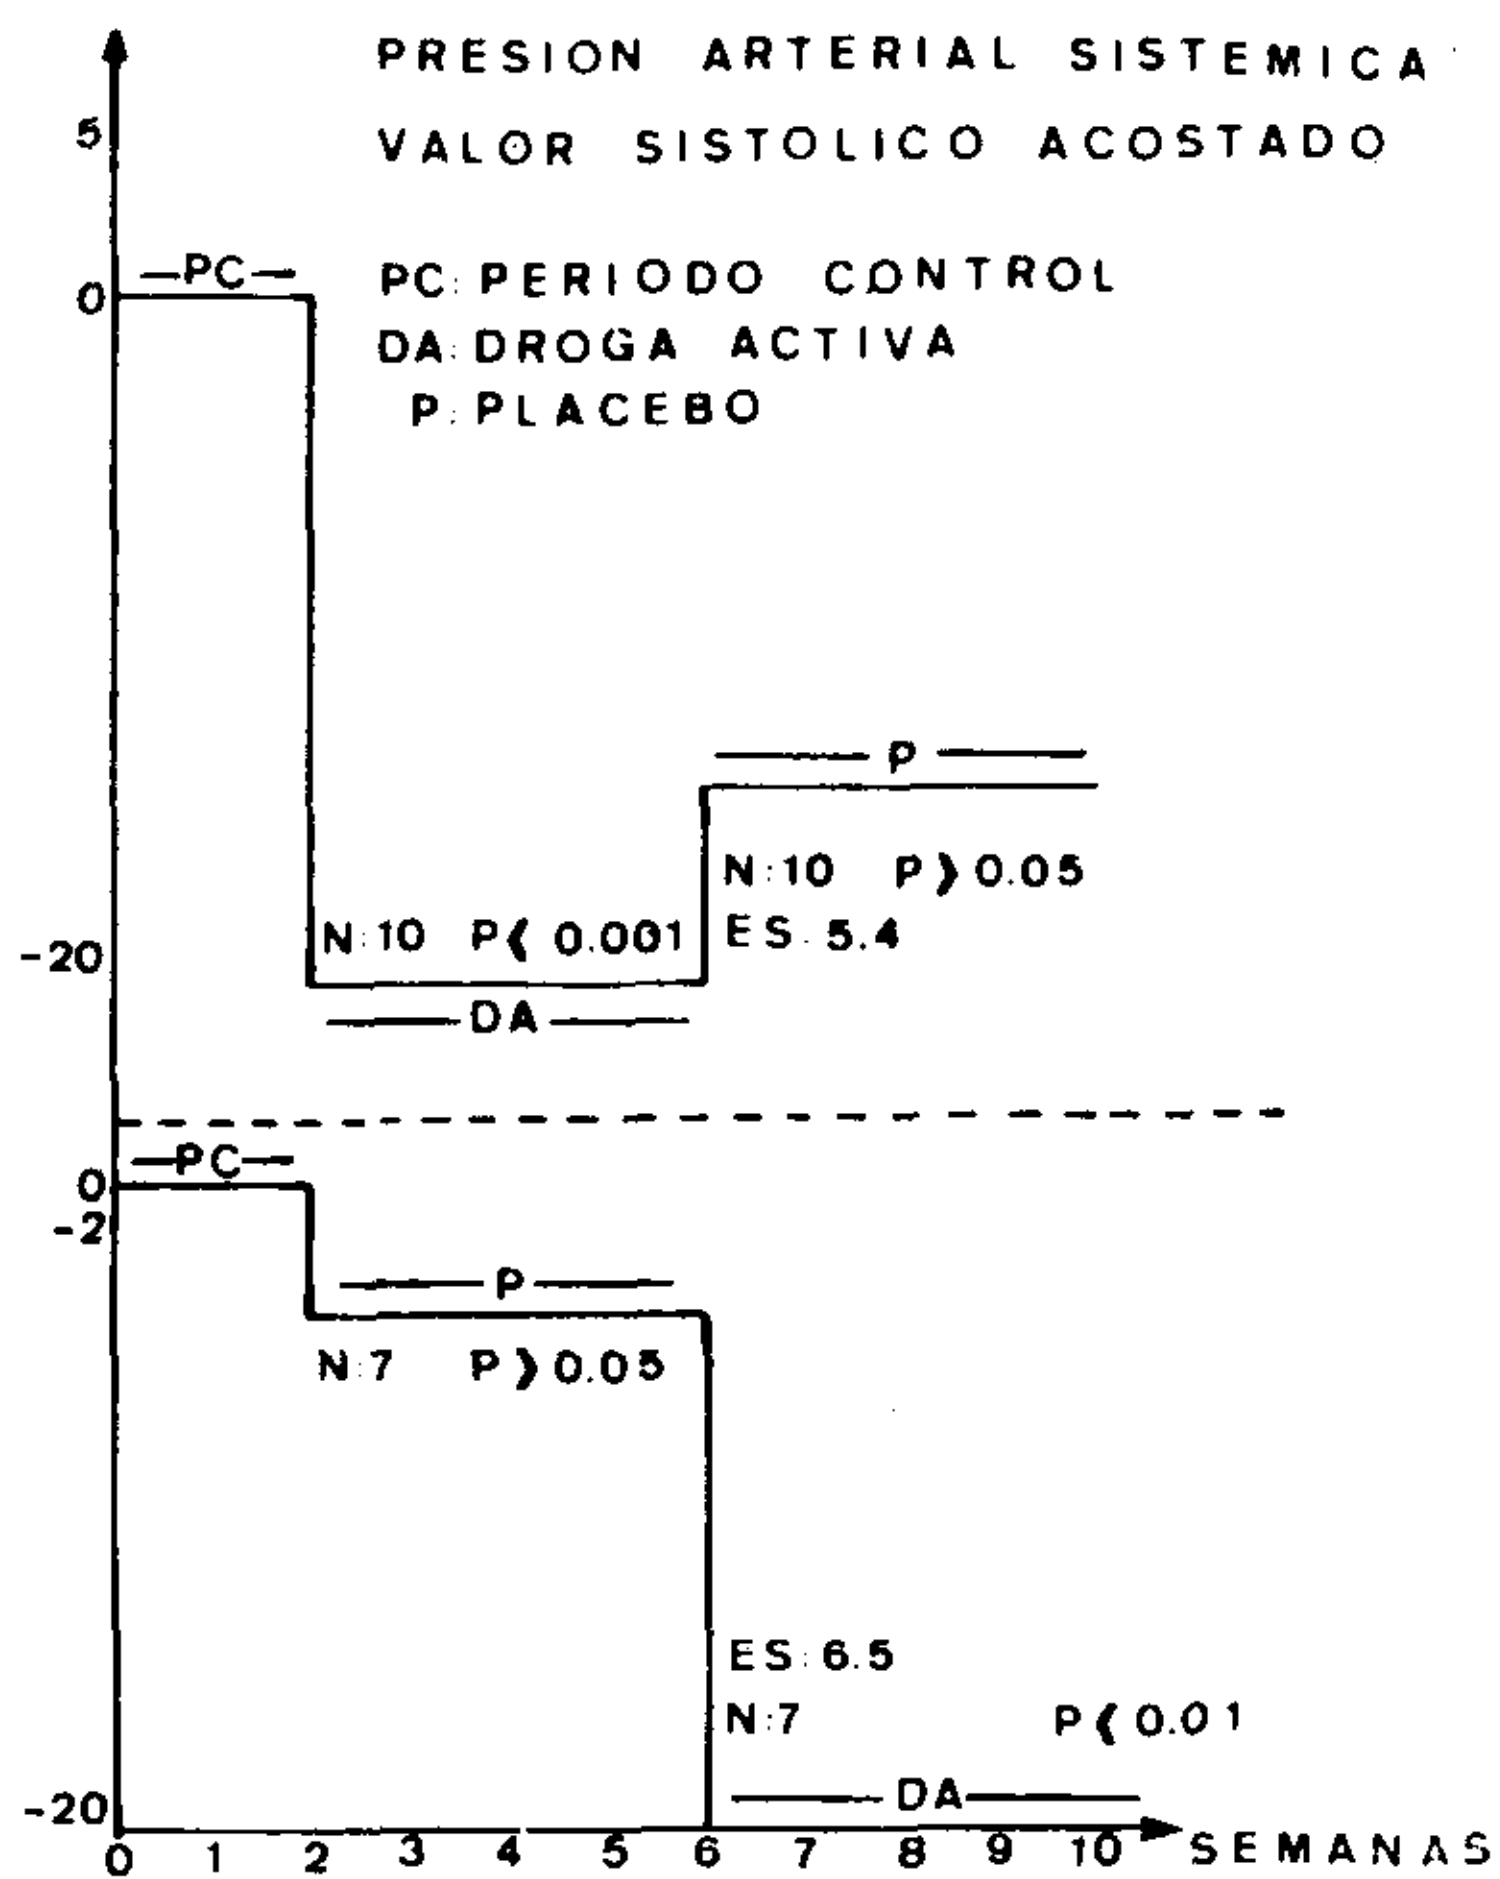 PRESION ARTERIAL SISTEMICA
VALOR SISTOLICO ACOSTADO
5
PC
0
PC: PERIODO CONTROL
DA: DROGA ACTIVA
P: PLACEBO
P
N:10 P⟩ 0.05
ES. 5.4
N:10 P⟨ 0.001
-20
DA
PC
0
-2
P
N:7 P⟩ 0.05
ES: 6.5
N:7 P⟨ 0.01
DA
-20
0 1 2 3 4 5 6 7 8 9 10 SEMANAS